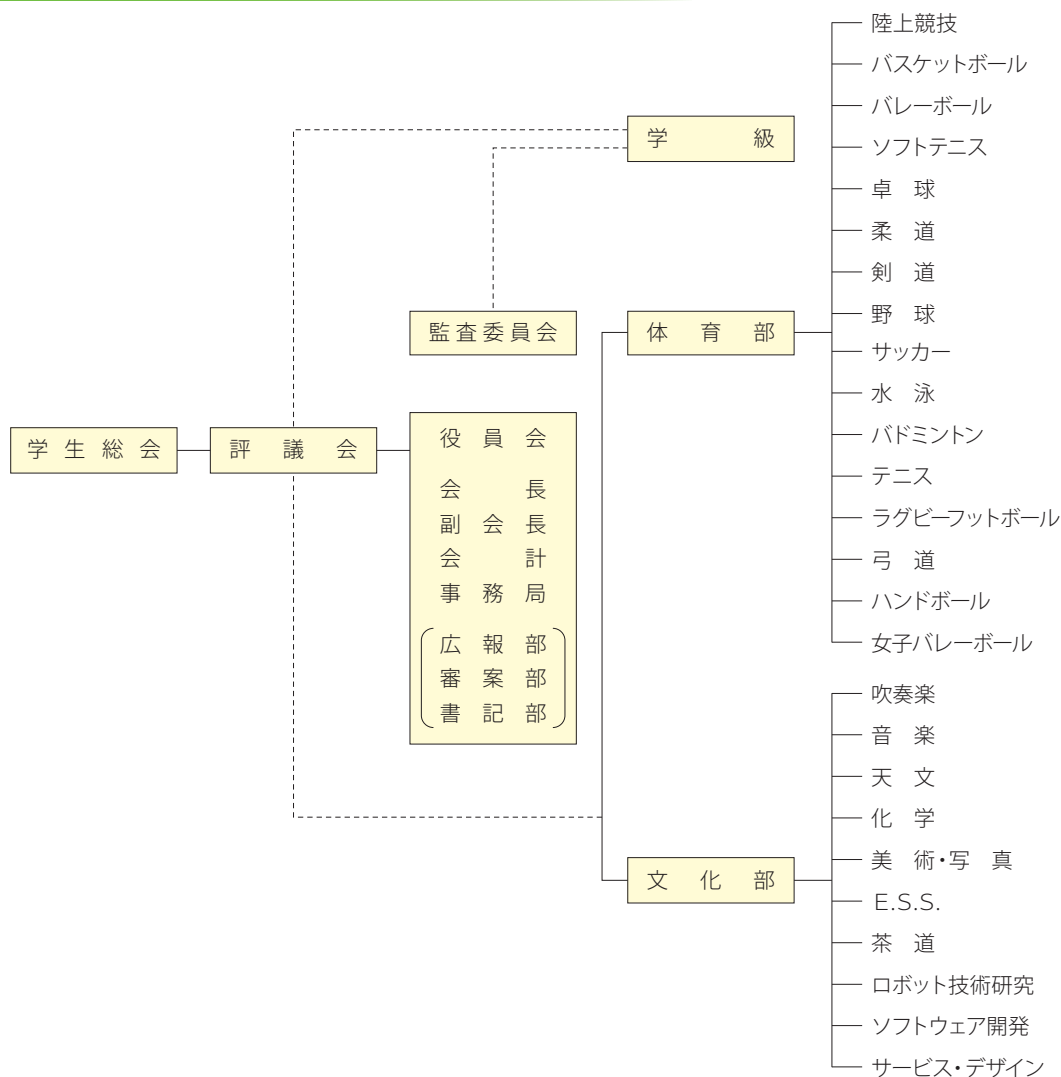 学級
監査委員会
学生総会
評議会
役員会
会長
副会長
会計
事務局
広報部
審案部
書記部
体育部
陸上競技
バスケットボール
バレーボール
ソフトテニス
卓球
柔道
剣道
野球
サッカー
水泳
バドミントン
テニス
ラグビーフットボール
弓道
ハンドボール
女子バレーボール
文化部
吹奏楽
音楽
天文
化学
美術・写真
E.S.S.
茶道
ロボット技術研究
ソフトウェア開発
サービス・デザイン